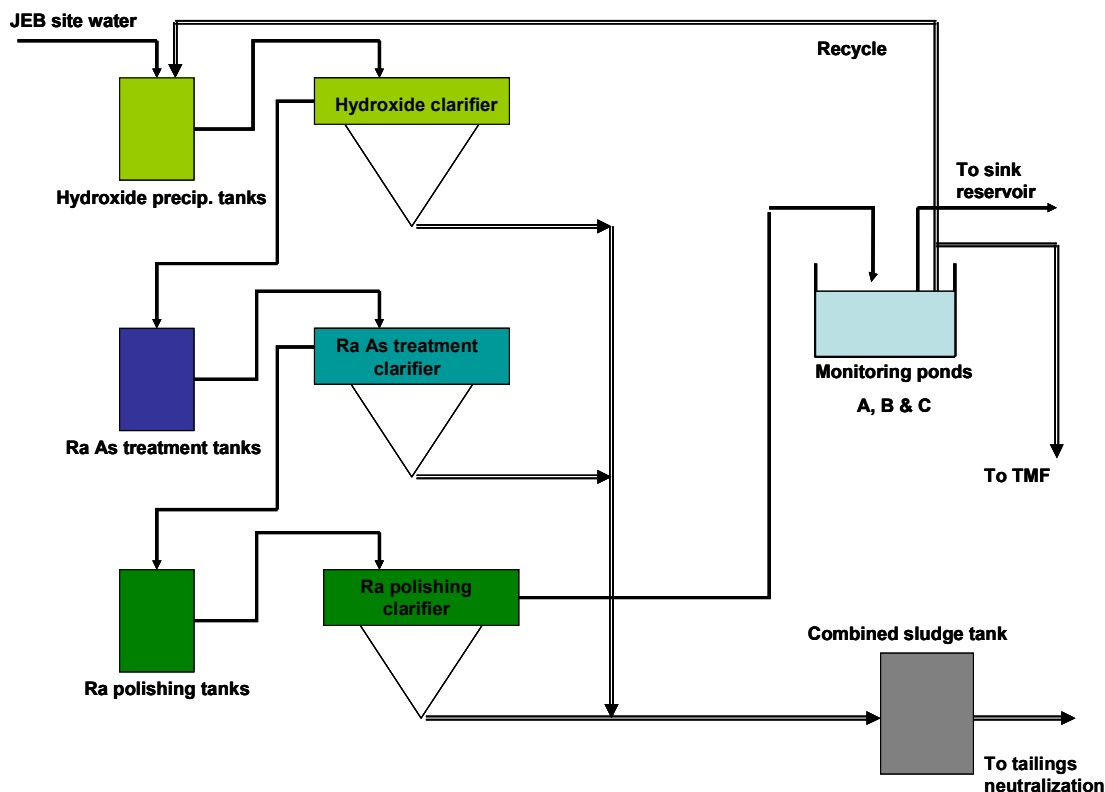 JEB site water
Recycle
Hydroxide clarifier
Hydroxide precip. tanks
To sink
reservoir
Ra As treatment
clarifier
Ra As treatment tanks
Monitoring ponds
A, B & C
To TMF
Ra polishing
clarifier
Ra polishing tanks
Combined sludge tank
To tailings
neutralization